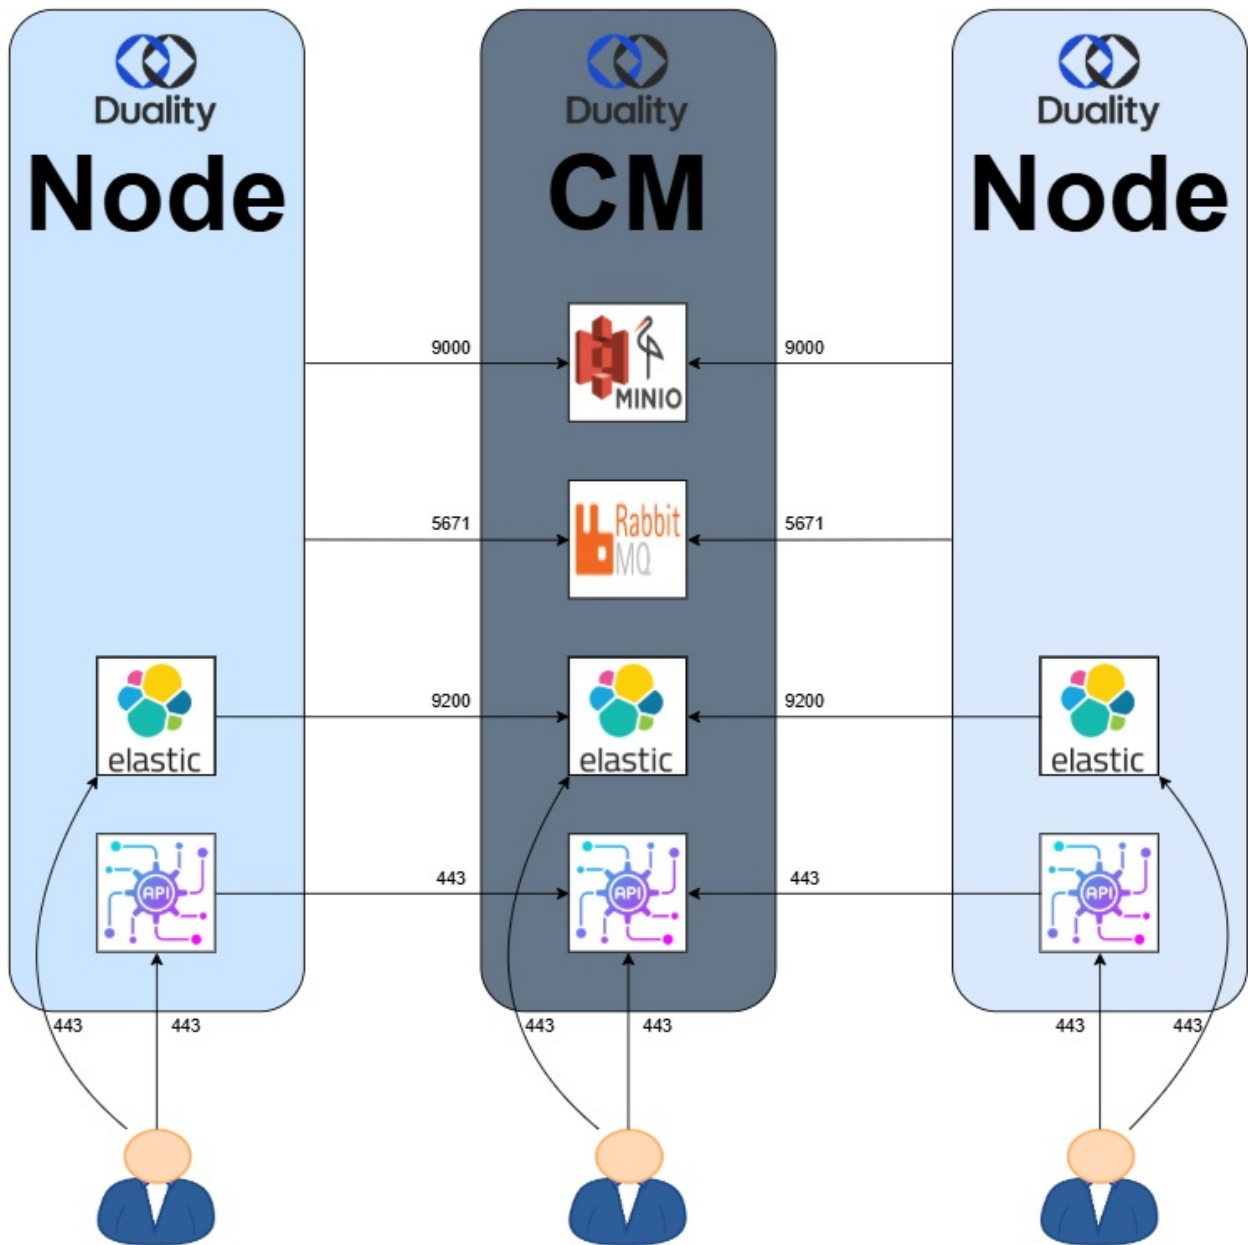 Duality
Duality
Duality
Node
CM
Node
9000
9000
MINIO
5671
5671
Rabbit
MQ
9200
9200
elastic
elastic
elastic
443
443
API
API
API
443
443
443
443
443
443